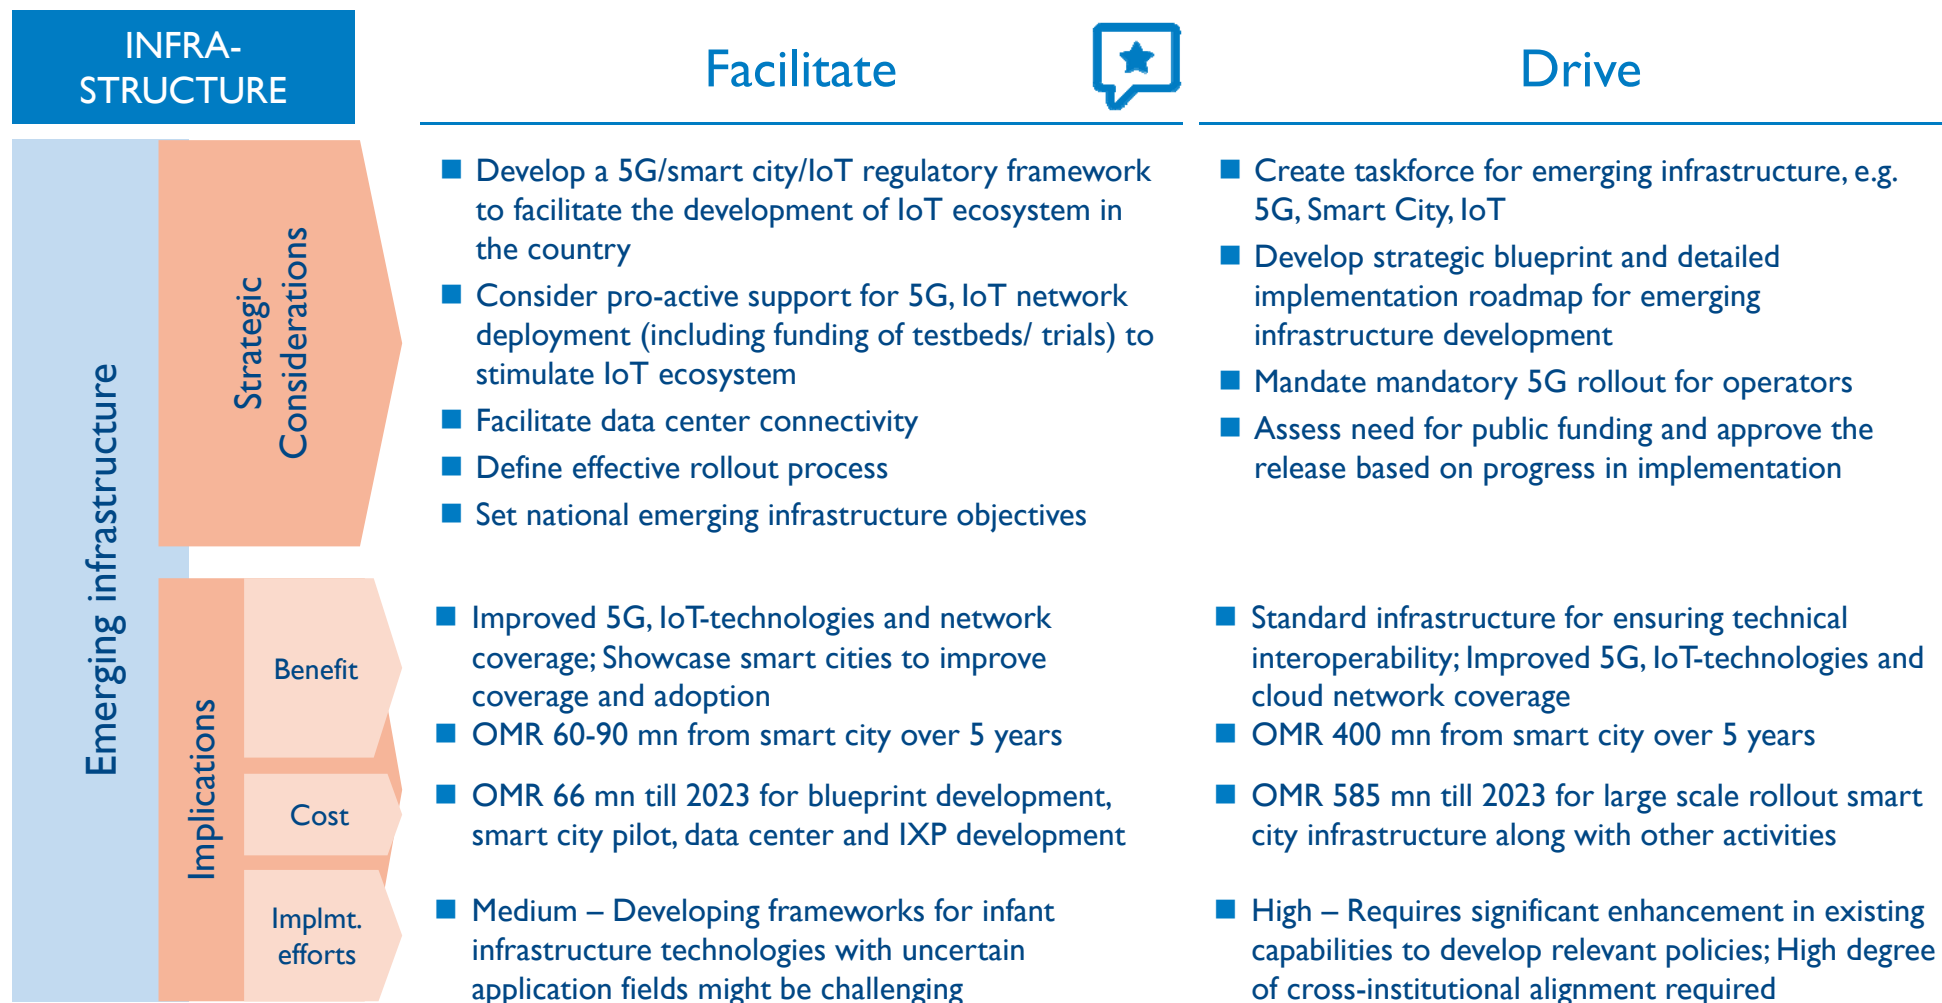 INFRA-
STRUCTURE
Facilitate
Drive
Emerging infrastructure
Strategic
Considerations
■ Develop a 5G/smart city/IoT regulatory framework
to facilitate the development of IoT ecosystem in
the country
■ Consider pro-active support for 5G, IoT network
deployment (including funding of testbeds/ trials) to
stimulate IoT ecosystem
■ Facilitate data center connectivity
■ Define effective rollout process
■ Set national emerging infrastructure objectives
■ Create taskforce for emerging infrastructure, e.g.
5G, Smart City, IoT
■ Develop strategic blueprint and detailed
implementation roadmap for emerging
infrastructure development
■ Mandate mandatory 5G rollout for operators
■ Assess need for public funding and approve the
release based on progress in implementation
Implications
Benefit
■ Improved 5G, IoT-technologies and network
coverage; Showcase smart cities to improve
coverage and adoption
■ OMR 60-90 mn from smart city over 5 years
■ Standard infrastructure for ensuring technical
interoperability; Improved 5G, IoT-technologies and
cloud network coverage
■ OMR 400 mn from smart city over 5 years
Cost
■ OMR 66 mn till 2023 for blueprint development,
smart city pilot, data center and IXP development
■ OMR 585 mn till 2023 for large scale rollout smart
city infrastructure along with other activities
Implmt.
efforts
■ Medium – Developing frameworks for infant
infrastructure technologies with uncertain
application fields might be challenging
■ High – Requires significant enhancement in existing
capabilities to develop relevant policies; High degree
of cross-institutional alignment required